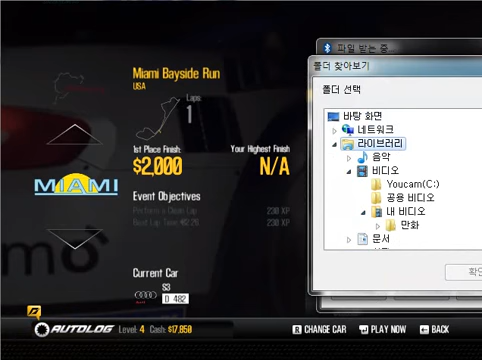 Miami Bayside Run
USA
Laps:
1
1st Place Finish:
$2,000
Your Highest Finish
N/A
MIAMI
Event Objectives
Perform a Clean Lap
230 XP
230 XP
Current Car
S3
D 482
AUTOLOG
Level: 4 Cash: $17,850
CHANGE CAR
PLAY NOW
BACK
파일 받는 중
폴더 찾아보기
폴더 선택
바탕 화면
네트워크
라이브러리
음악
비디오
Youcam(C:)
공용 비디오
내 비디오
만화
문서